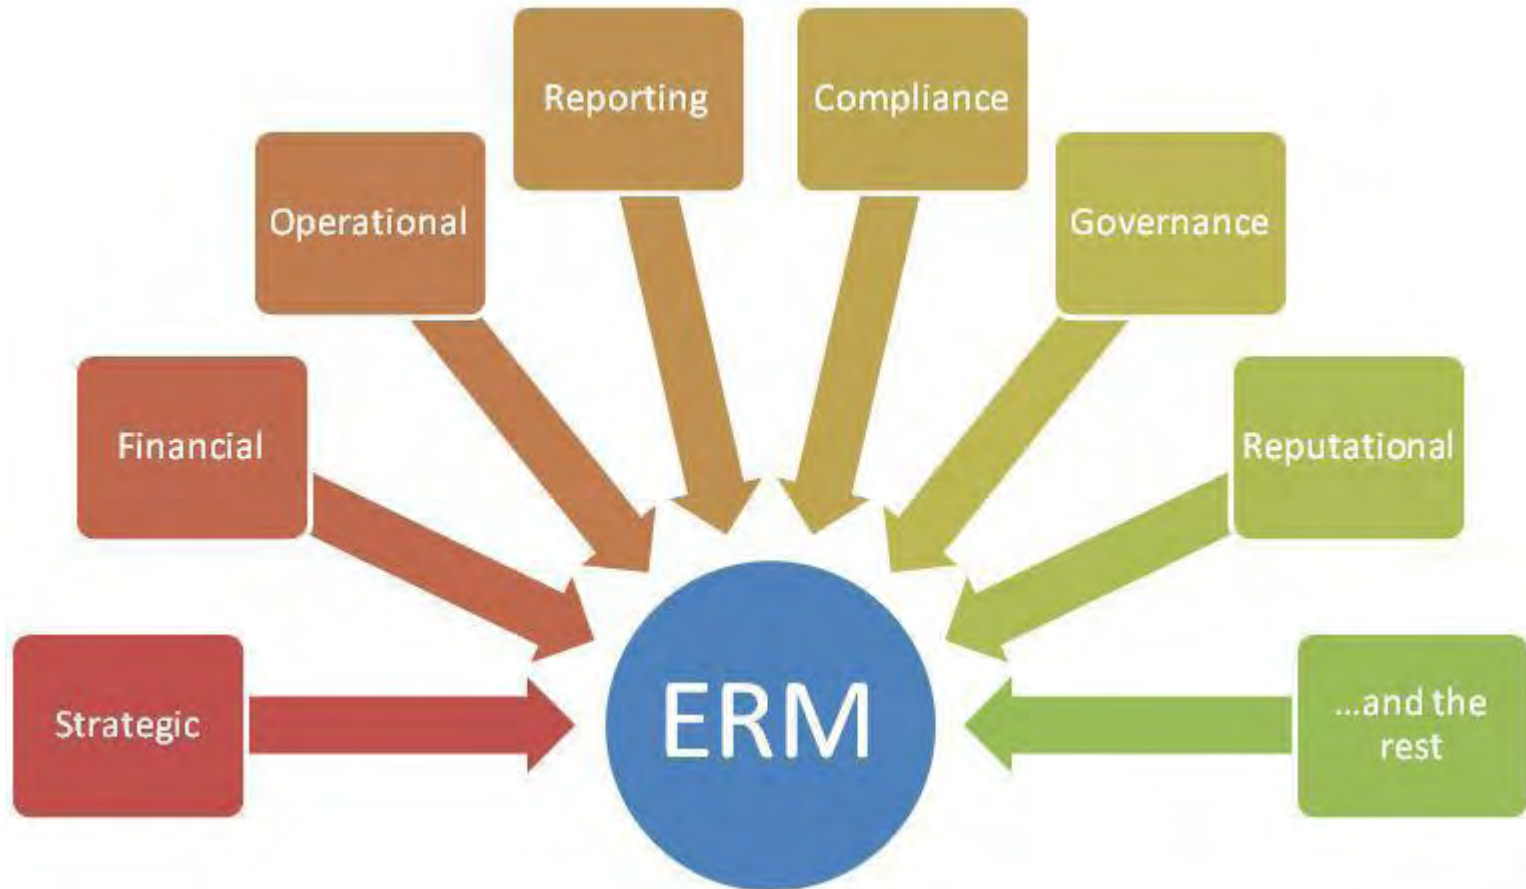 Reporting
Compliance
Operational
Governance
Financial
Reputational
Strategic
ERM
...and the
rest